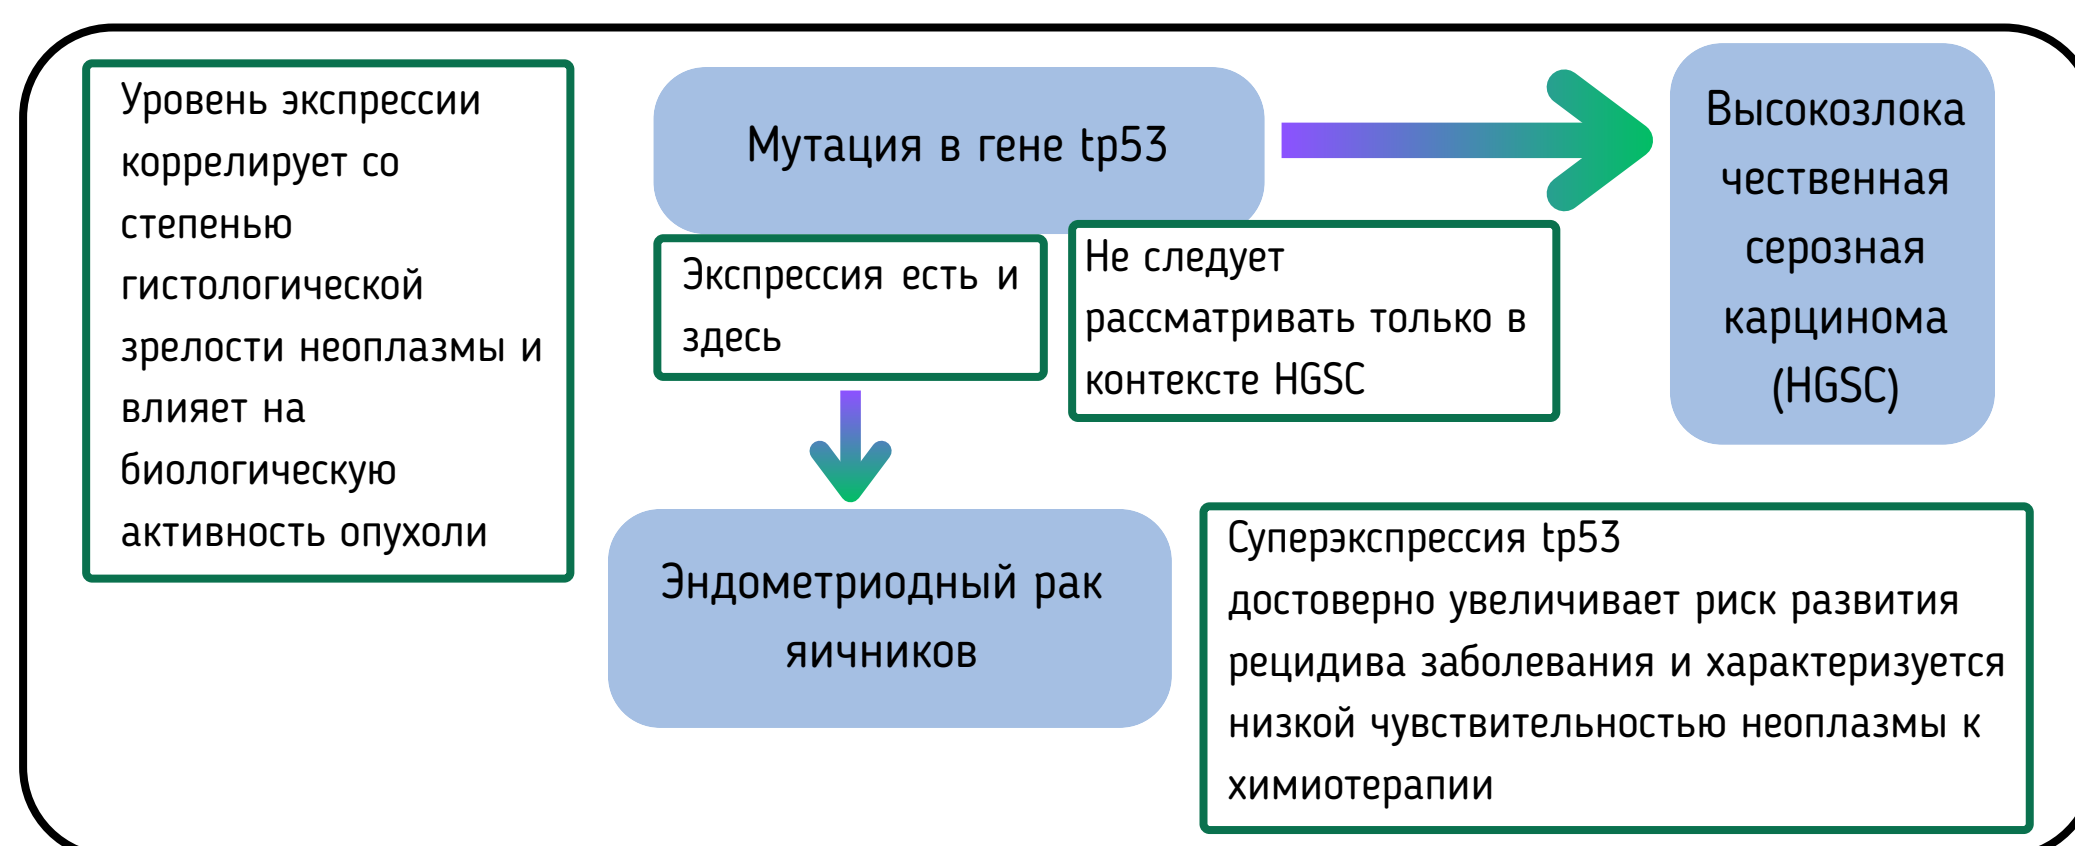 Уровень экспрессии
коррелирует со
степенью
гистологической
зрелости неоплазмы и
влияет на
биологическую
активность опухоли
Мутация в гене tp53
Экспрессия есть и
здесь
Не следует
рассматривать только в
контексте HGSC
Высокозлока
чественная
серозная
карцинома
(HGSC)
Эндометриодный рак
яичников
Суперэкспрессия tp53
достоверно увеличивает риск развития
рецидива заболевания и характеризуется
низкой чувствительностью неоплазмы к
химиотерапии